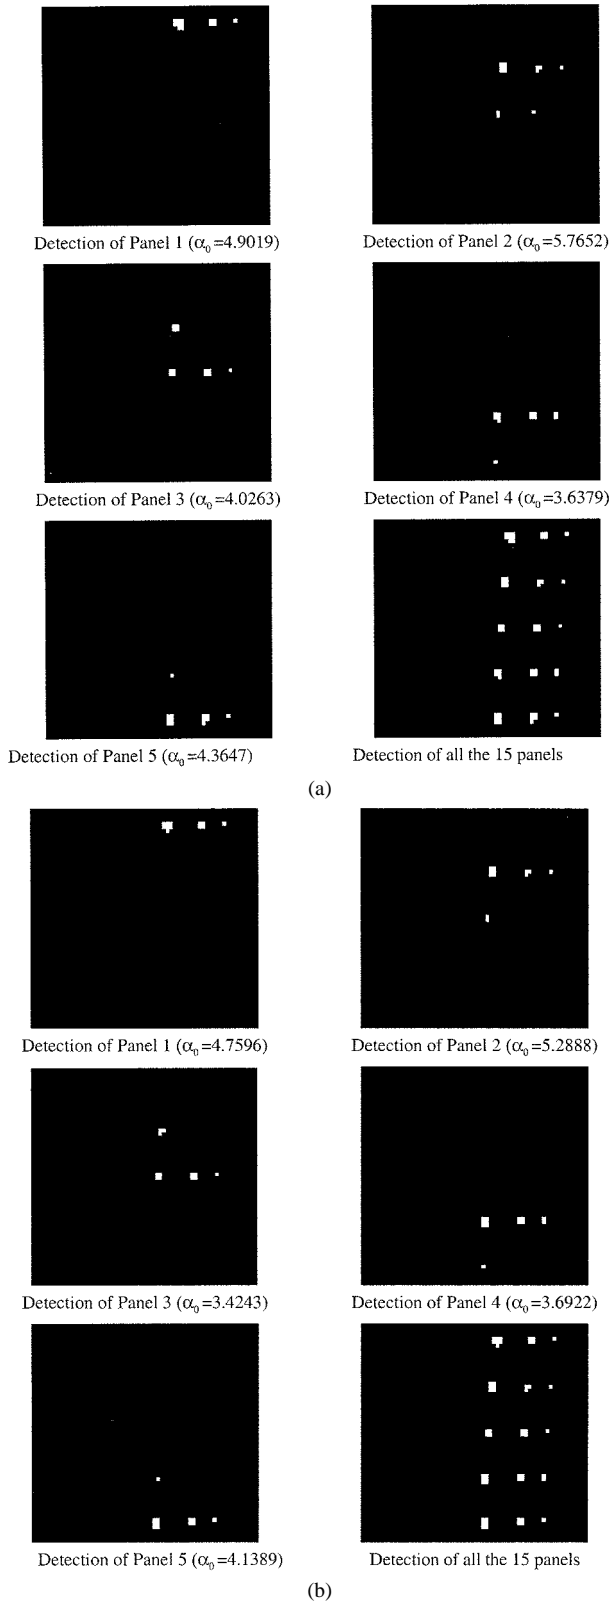 Detection of Panel 1 (α0=4.9019)
Detection of Panel 2 (α0=5.7652)
Detection of Panel 3 (α0=4.0263)
Detection of Panel 4 (α0=3.6379)
Detection of Panel 5 (α0=4.3647)
Detection of all the 15 panels
(a)
Detection of Panel 1 (α0=4.7596)
Detection of Panel 2 (α0=5.2888)
Detection of Panel 3 (α0=3.4243)
Detection of Panel 4 (α0=3.6922)
Detection of Panel 5 (α0=4.1389)
Detection of all the 15 panels
(b)